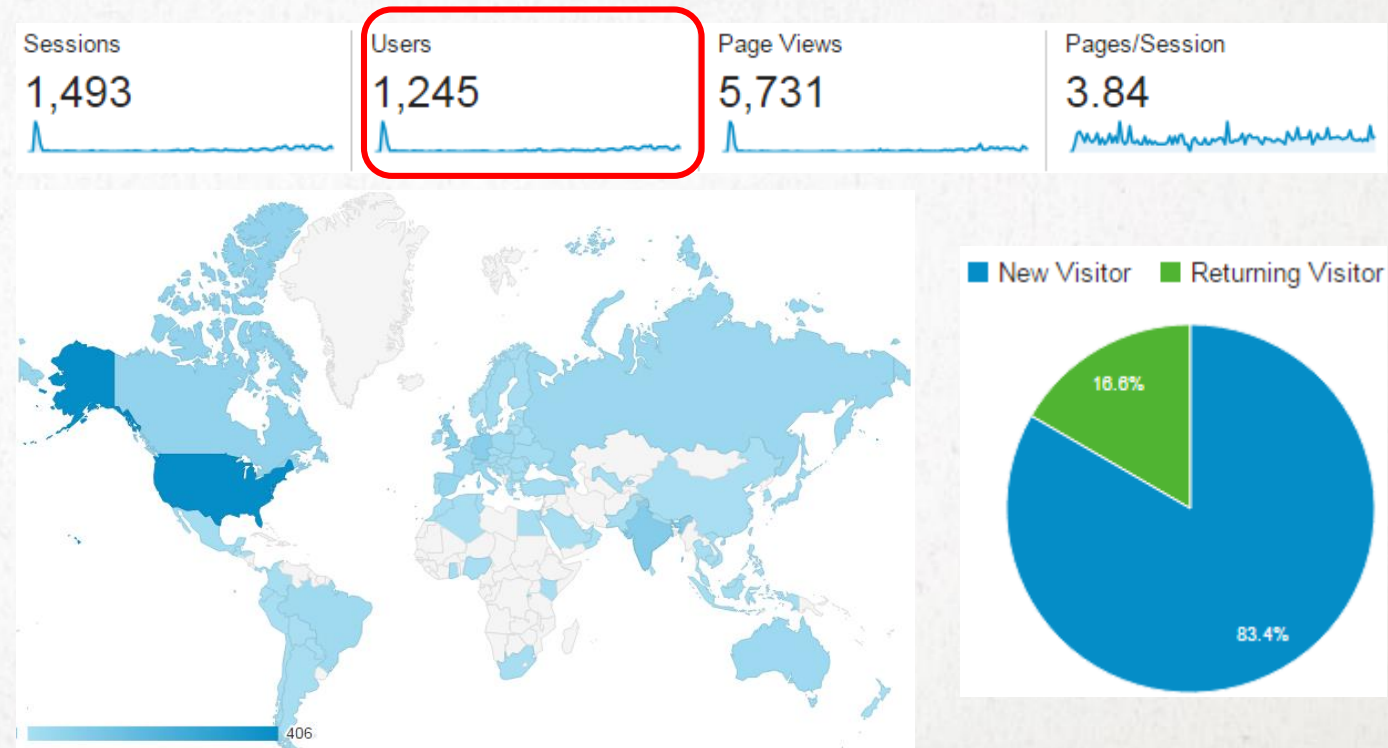 Sessions
1,493
Users
1,245
Page Views
5,731
Pages/Session
3.84
New Visitor
Returning Visitor
16.6%
83.4%
406